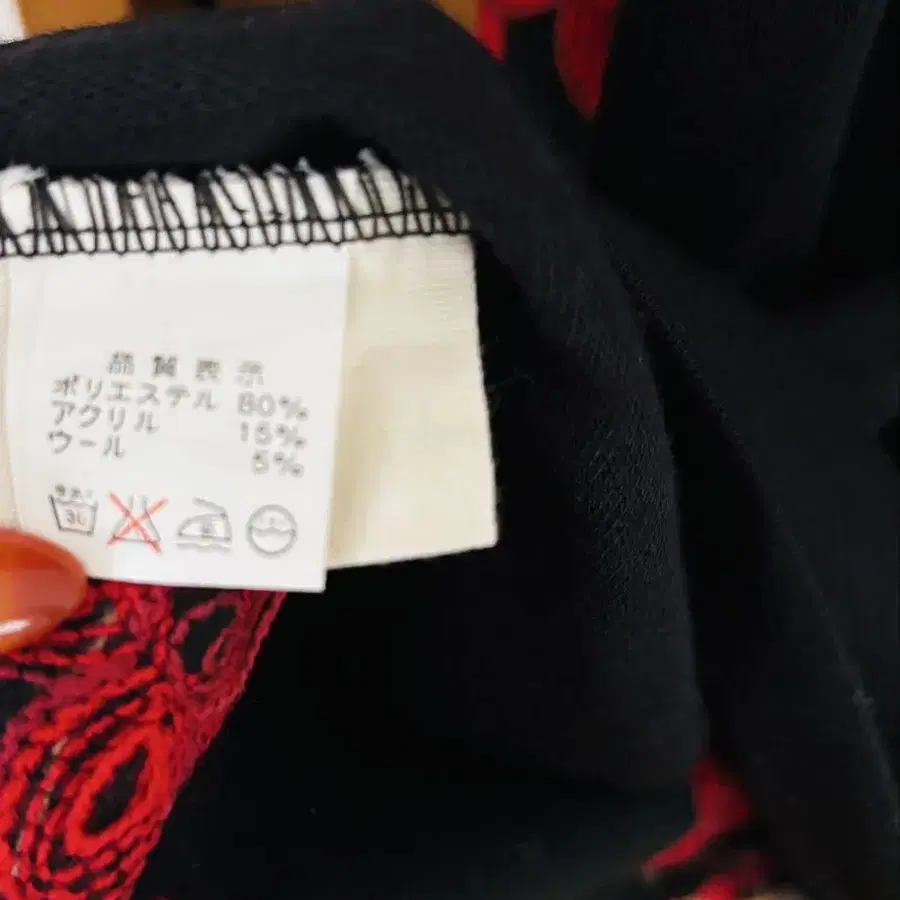 品質表示
ポリエステル 80%
アクリル 15%
ウール 5%